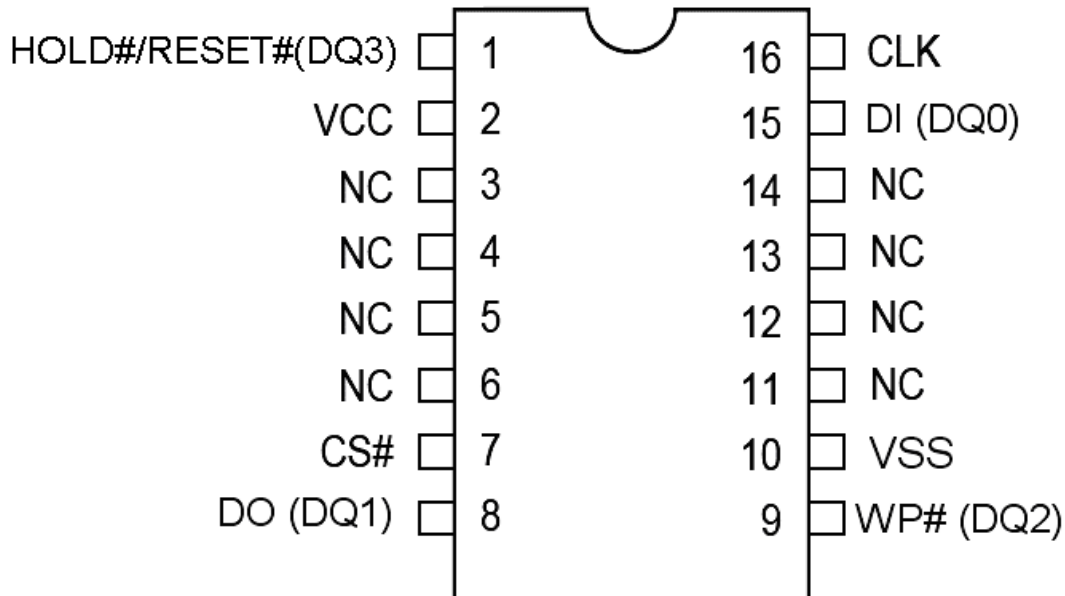 HOLD#/RESET#(DQ3) 1 16 CLK
VCC 2 15 DI (DQ0)
NC 3 14 NC
NC 4 13 NC
NC 5 12 NC
NC 6 11 NC
CS# 7 10 VSS
DO (DQ1) 8 9 WP# (DQ2)